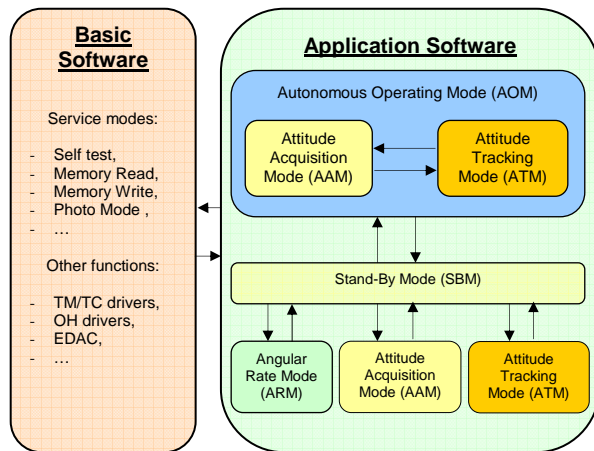 Basic
Software
Service modes:
- Self test,
- Memory Read,
- Memory Write,
- Photo Mode ,
- …
Other functions:
- TM/TC drivers,
- OH drivers,
- EDAC,
- …
Application Software
Autonomous Operating Mode (AOM)
Attitude
Acquisition
Mode (AAM)
Attitude
Tracking
Mode (ATM)
Stand-By Mode (SBM)
Angular
Rate Mode
(ARM)
Attitude
Acquisition
Mode (AAM)
Attitude
Tracking
Mode (ATM)